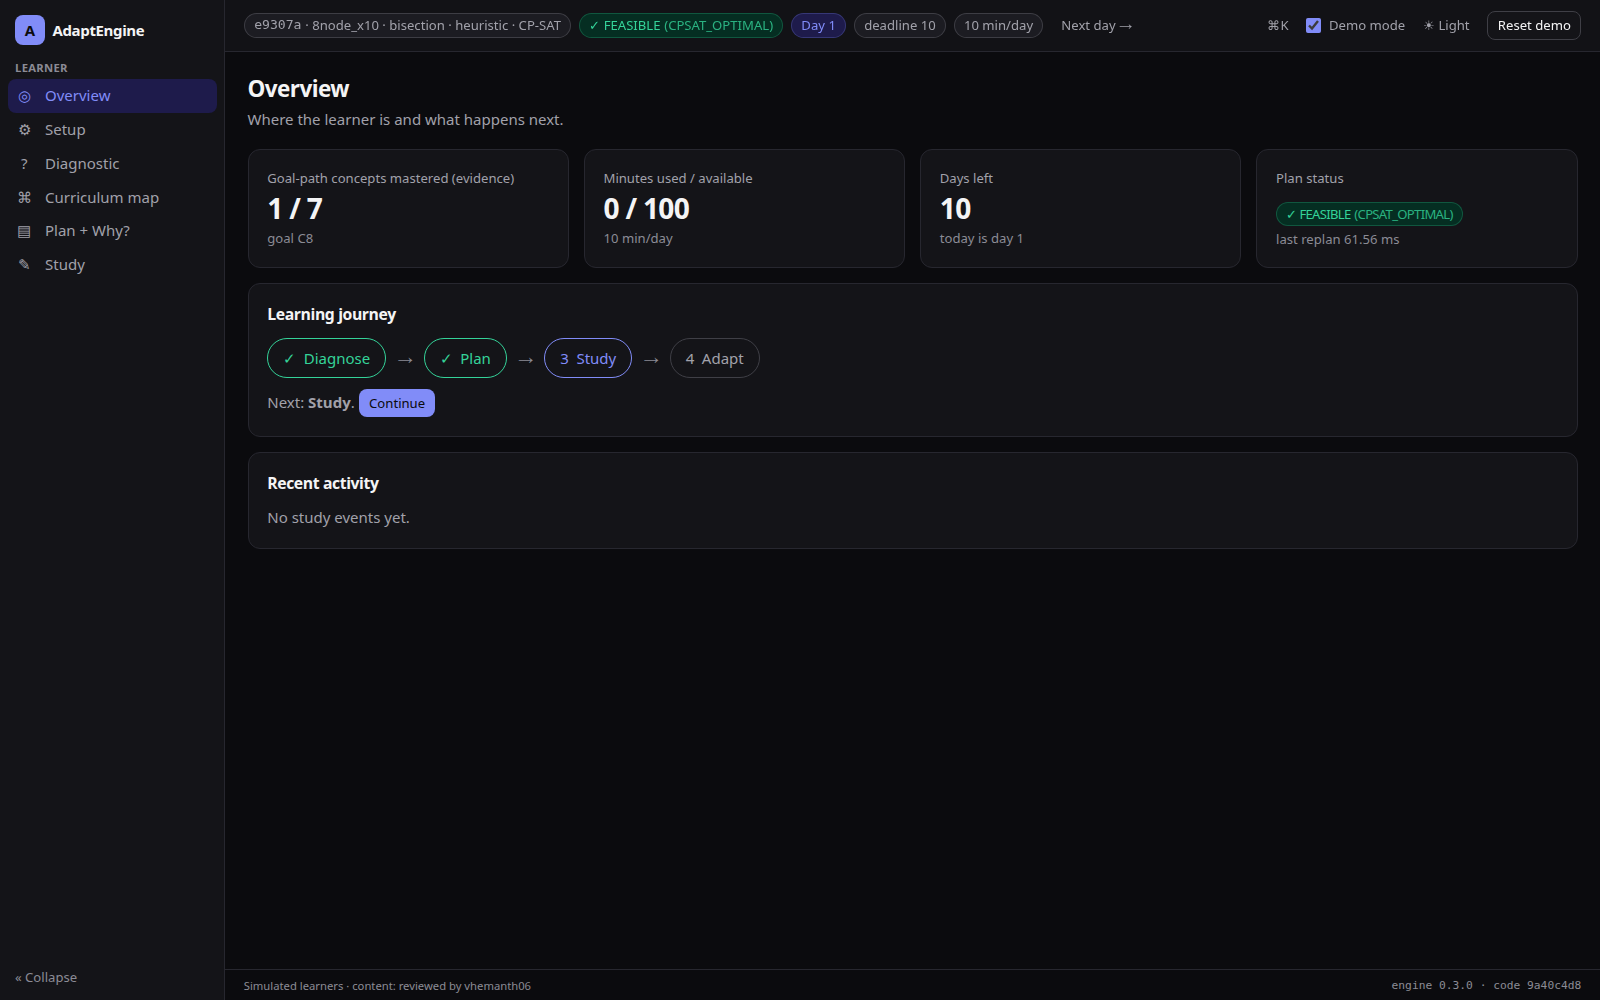 A AdaptEngine
LEARNER
◎ Overview
⚙ Setup
? Diagnostic
⌘ Curriculum map
▤ Plan + Why?
✎ Study
« Collapse
e9307a · 8node_x10 · bisection · heuristic · CP-SAT ✓ FEASIBLE (CPSAT_OPTIMAL) Day 1 deadline 10 10 min/day Next day → ⌘K Demo mode ☀ Light Reset demo
Overview
Where the learner is and what happens next.
Goal-path concepts mastered (evidence)
1 / 7
goal C8
Minutes used / available
0 / 100
10 min/day
Days left
10
today is day 1
Plan status
✓ FEASIBLE (CPSAT_OPTIMAL)
last replan 61.56 ms
Learning journey
✓ Diagnose → ✓ Plan → 3 Study → 4 Adapt
Next: Study. Continue
Recent activity
No study events yet.
Simulated learners · content: reviewed by vhemanth06
engine 0.3.0 · code 9a40c4d8